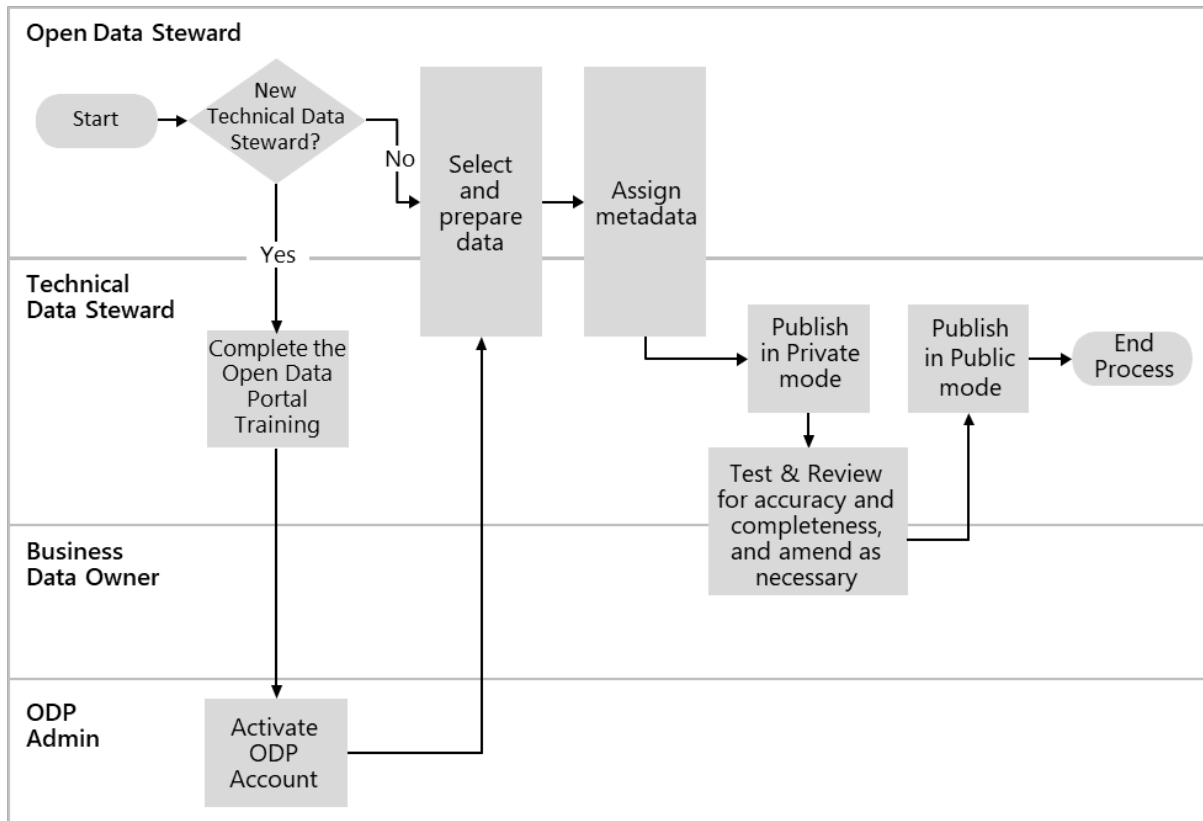 Open Data Steward
Start
New
Technical Data
Steward?
No
Yes
Select
and
prepare
data
Assign
metadata
Technical
Data Steward
Complete the
Open Data
Portal
Training
Publish
in Private
mode
Publish
in Public
mode
End
Process
Test & Review
for accuracy and
completeness,
and amend as
necessary
Business
Data Owner
ODP
Admin
Activate
ODP
Account